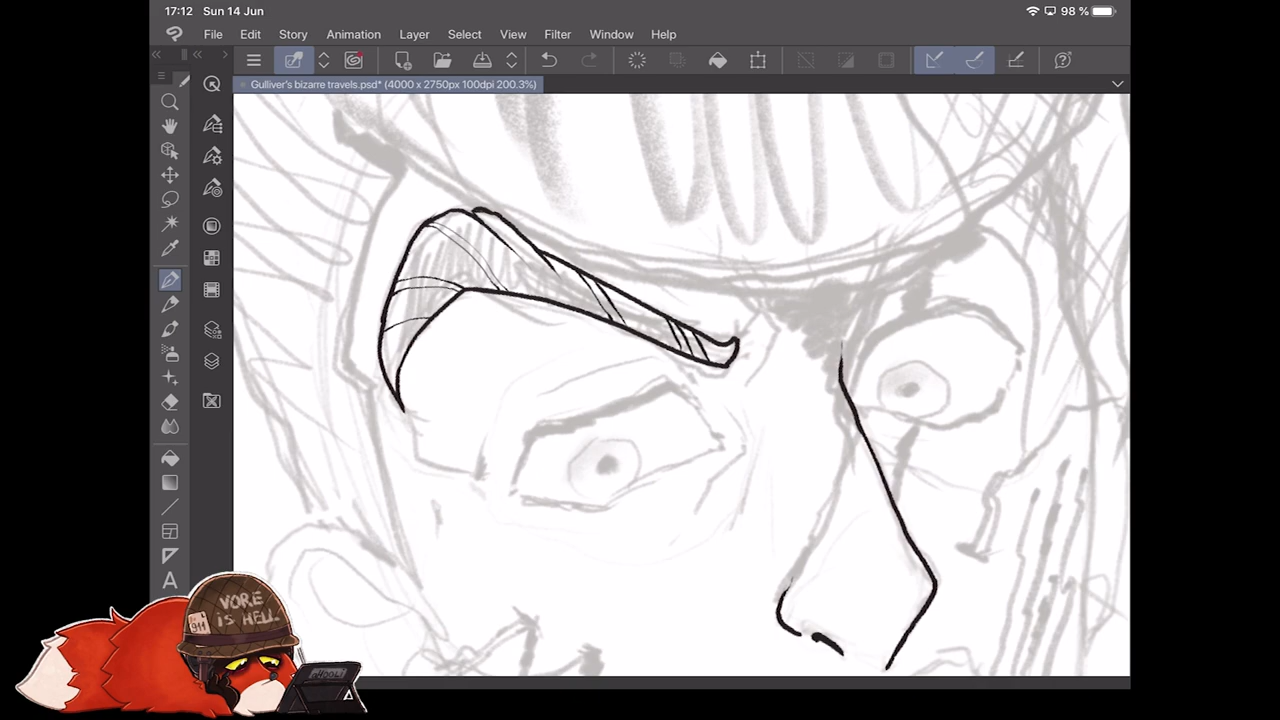 17:12 Sun 14 Jun 98 %
File Edit Story Animation Layer Select View Filter Window Help
Gulliver's bizarre travels.psd* (4000 x 2750px 100dpi 200.3%)
A
VORE
iS HELL
911